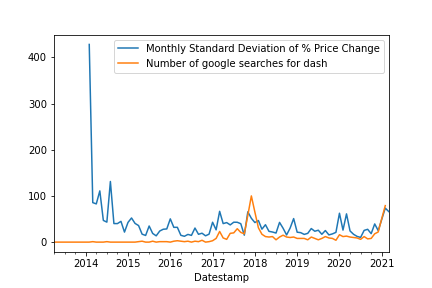 Monthly Standard Deviation of % Price Change
Number of google searches for dash
400
300
200
100
0
2014 2015 2016 2017 2018 2019 2020 2021
Datestamp